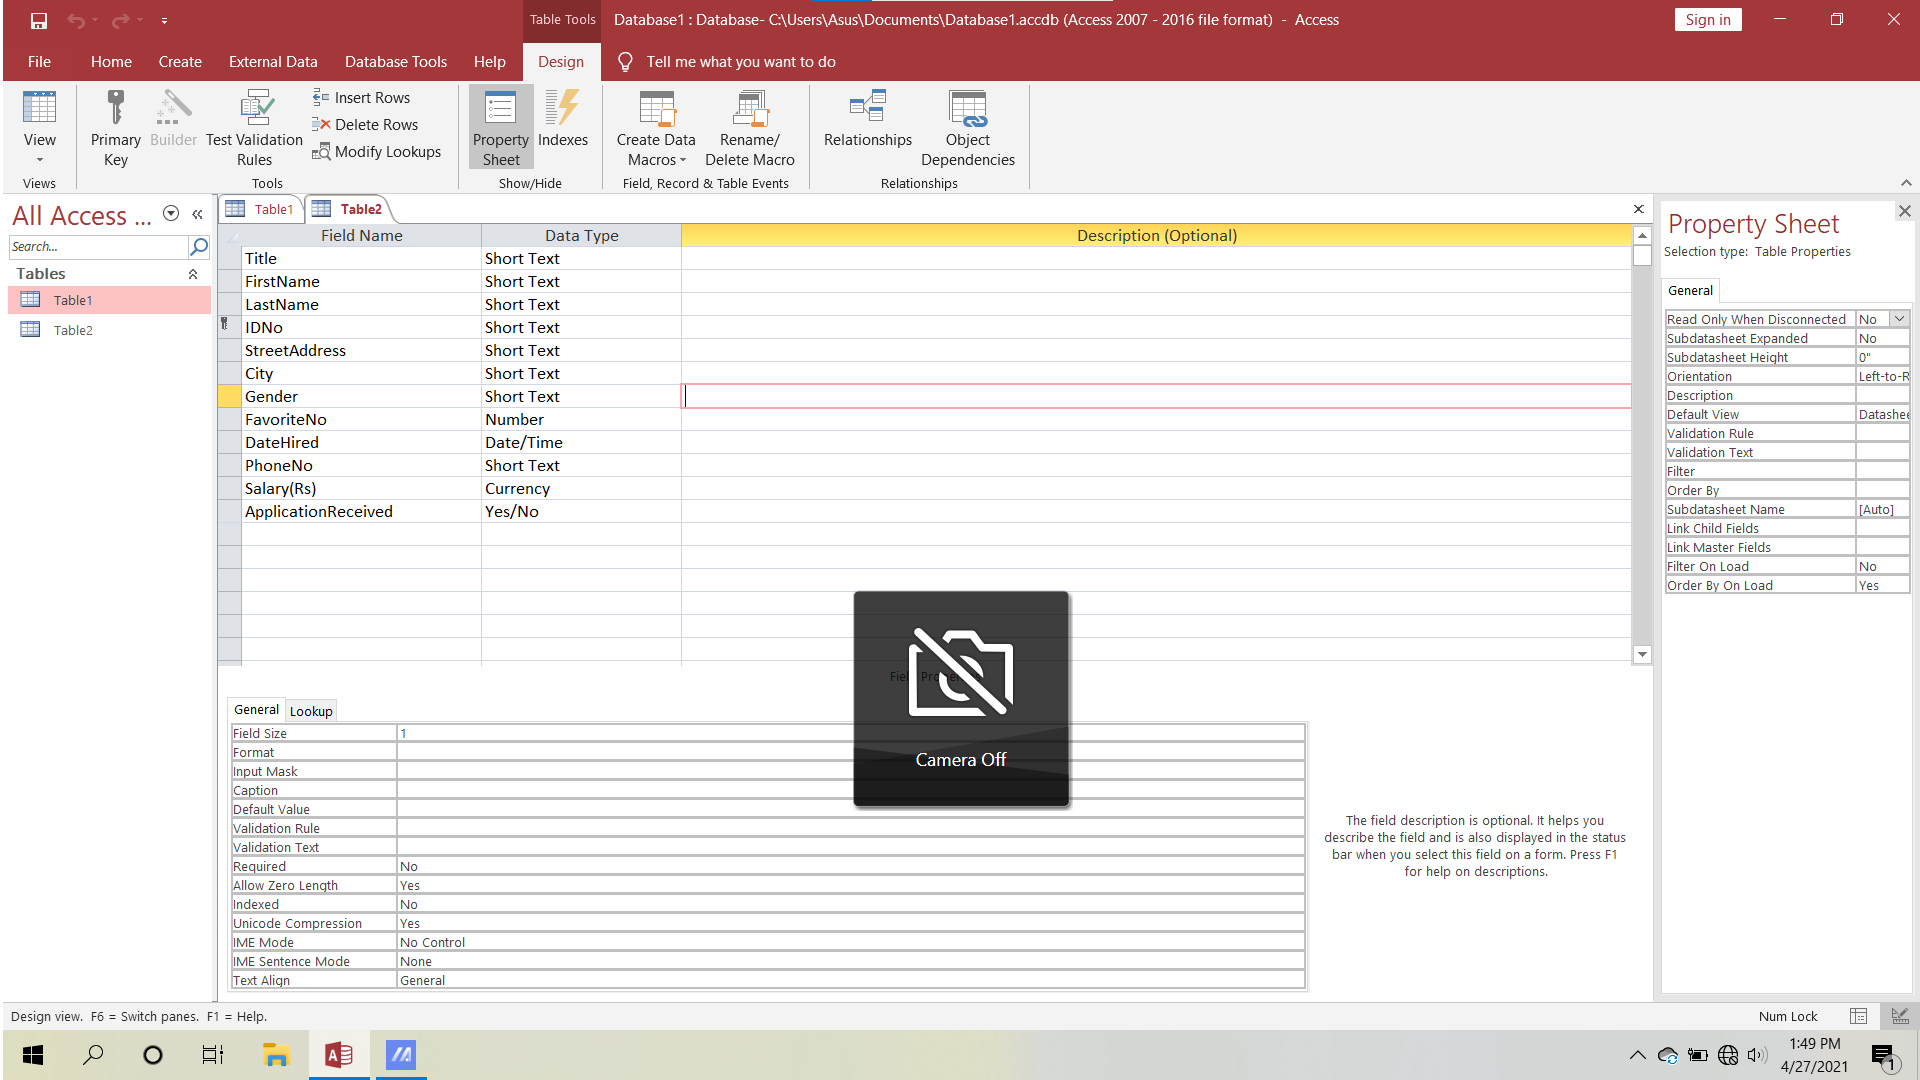 Table Tools
Database1 : Database- C:\Users\Asus\Documents\Database1.accdb (Access 2007 - 2016 file format)  -  Access
Sign in
File
Home
Create
External Data
Database Tools
Help
Design
Tell me what you want to do
View
Primary Key
Builder
Test Validation Rules
Insert Rows
Delete Rows
Modify Lookups
Property Sheet
Indexes
Create Data Macros
Rename/ Delete Macro
Relationships
Object Dependencies
Views
Tools
Show/Hide
Field, Record & Table Events
Relationships
All Access ...
Search...
Tables
Table1
Table2
Table1
Table2
Field Name Data Type Description (Optional)
Title Short Text
FirstName Short Text
LastName Short Text
IDNo Short Text
StreetAddress Short Text
City Short Text
Gender Short Text
FavoriteNo Number
DateHired Date/Time
PhoneNo Short Text
Salary(Rs) Currency
ApplicationReceived Yes/No
Camera Off
General
Lookup
Field Size 1
Format
Input Mask
Caption
Default Value
Validation Rule
Validation Text
Required No
Allow Zero Length Yes
Indexed No
Unicode Compression Yes
IME Mode No Control
IME Sentence Mode None
Text Align General
The field description is optional. It helps you
describe the field and is also displayed in the status
bar when you select this field on a form. Press F1
for help on descriptions.
Property Sheet
Selection type:  Table Properties
General
Read Only When Disconnected No
Subdatasheet Expanded No
Subdatasheet Height 0"
Orientation Left-to-R
Description
Default View Datashee
Validation Rule
Validation Text
Filter
Order By
Subdatasheet Name [Auto]
Link Child Fields
Link Master Fields
Filter On Load No
Order By On Load Yes
Design view.  F6 = Switch panes.  F1 = Help.
Num Lock
1:49 PM
4/27/2021
1